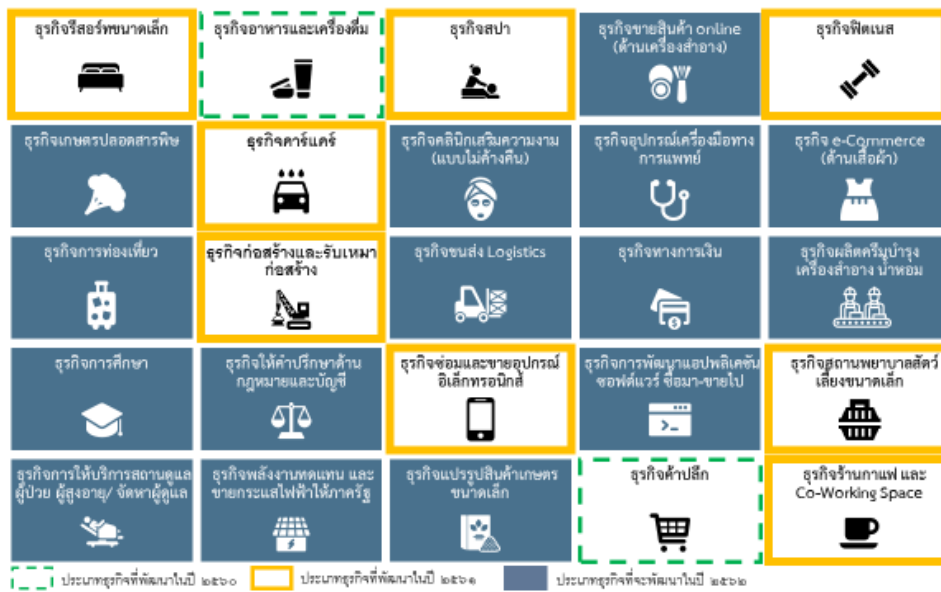 ธุรกิจรีสอร์ทขนาดเล็ก
ธุรกิจอาหารและเครื่องดื่ม
ธุรกิจสปา
ธุรกิจขายสินค้า online
(ด้านเครื่องสำอาง)
ธุรกิจฟิตเนส
ธุรกิจเกษตรปลอดสารพิษ
ธุรกิจคาร์แคร์
ธุรกิจคลินิกเสริมความงาม
(แบบไม่ค้างคืน)
ธุรกิจอุปกรณ์เครื่องมือทาง
การแพทย์
ธุรกิจ e-Commerce
(ด้านเสื้อผ้า)
ธุรกิจการท่องเที่ยว
ธุรกิจก่อสร้างและรับเหมา
ก่อสร้าง
ธุรกิจขนส่ง Logistics
ธุรกิจทางการเงิน
ธุรกิจผลิตครีมบำรุง
เครื่องสำอาง น้ำหอม
ธุรกิจการศึกษา
ธุรกิจให้คำปรึกษาด้าน
กฎหมายและบัญชี
ธุรกิจซ่อมและขายอุปกรณ์
อิเล็กทรอนิกส์
ธุรกิจการพัฒนาแอปพลิเคชัน
ซอฟต์แวร์ ซื้อมา-ขายไป
ธุรกิจสถานพยาบาลสัตว์
เลี้ยงขนาดเล็ก
ธุรกิจการให้บริการสถานดูแล
ผู้ป่วย ผู้สูงอายุ/ จัดหาผู้ดูแล
ธุรกิจพลังงานทดแทน และ
ขายกระแสไฟฟ้าให้ภาครัฐ
ธุรกิจแปรรูปสินค้าเกษตร
ขนาดเล็ก
ธุรกิจค้าปลีก
ธุรกิจร้านกาแฟ และ
Co-Working Space
ประเภทธุรกิจที่พัฒนาในปี ๒๕๖๐
ประเภทธุรกิจที่พัฒนาในปี ๒๕๖๑
ประเภทธุรกิจที่จะพัฒนาในปี ๒๕๖๒